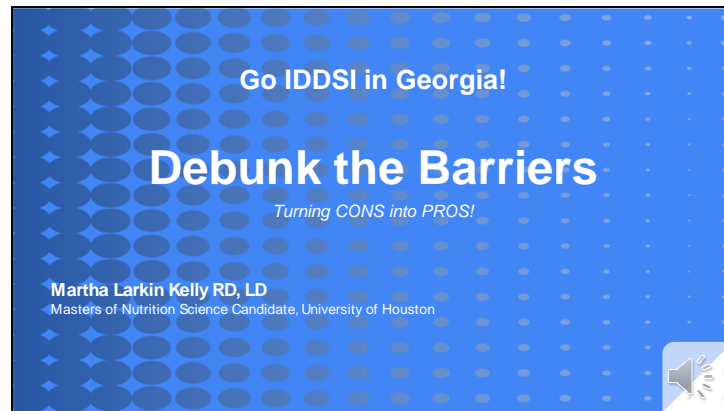 Go IDDSI in Georgia!
Debunk the Barriers
Turning CONS into PROS!
Martha Larkin Kelly RD, LD
Masters of Nutrition Science Candidate, University of Houston